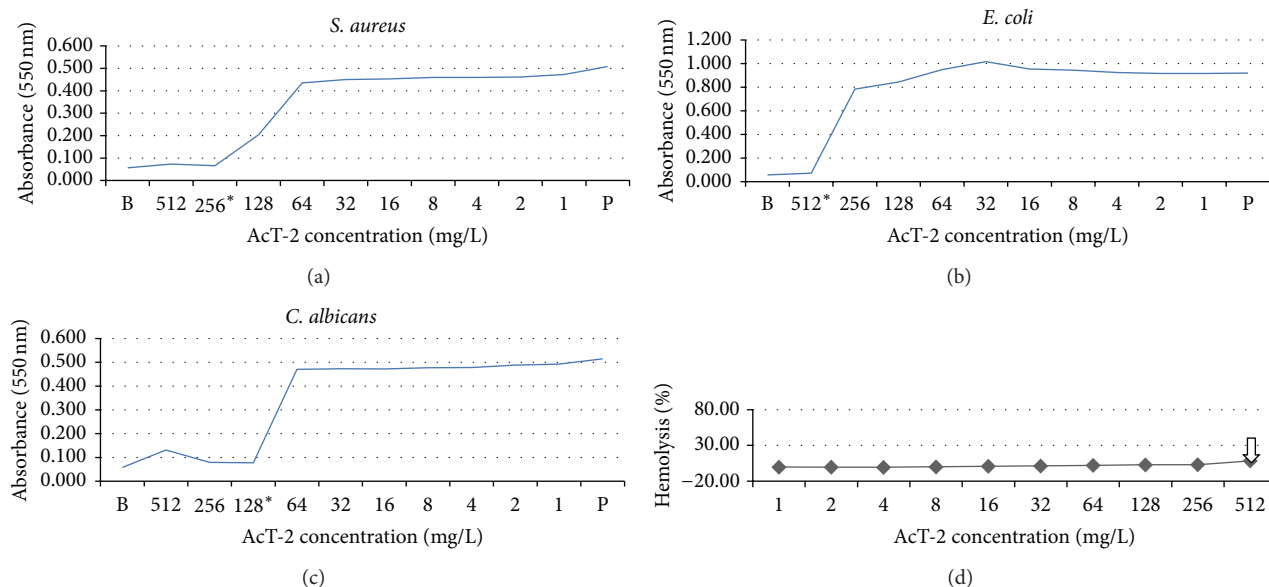 S. aureus
Absorbance (550 nm)
0.600
0.500
0.400
0.300
0.200
0.100
0.000
B 512 256* 128 64 32 16 8 4 2 1 P
AcT-2 concentration (mg/L)
(a)
E. coli
Absorbance (550 nm)
1.200
1.000
0.800
0.600
0.400
0.200
0.000
B 512* 256 128 64 32 16 8 4 2 1 P
AcT-2 concentration (mg/L)
(b)
C. albicans
Absorbance (550 nm)
0.600
0.500
0.400
0.300
0.200
0.100
0.000
B 512 256 128* 64 32 16 8 4 2 1 P
AcT-2 concentration (mg/L)
(c)
Hemolysis (%)
80.00
30.00
−20.00
1 2 4 8 16 32 64 128 256 512
AcT-2 concentration (mg/L)
(d)